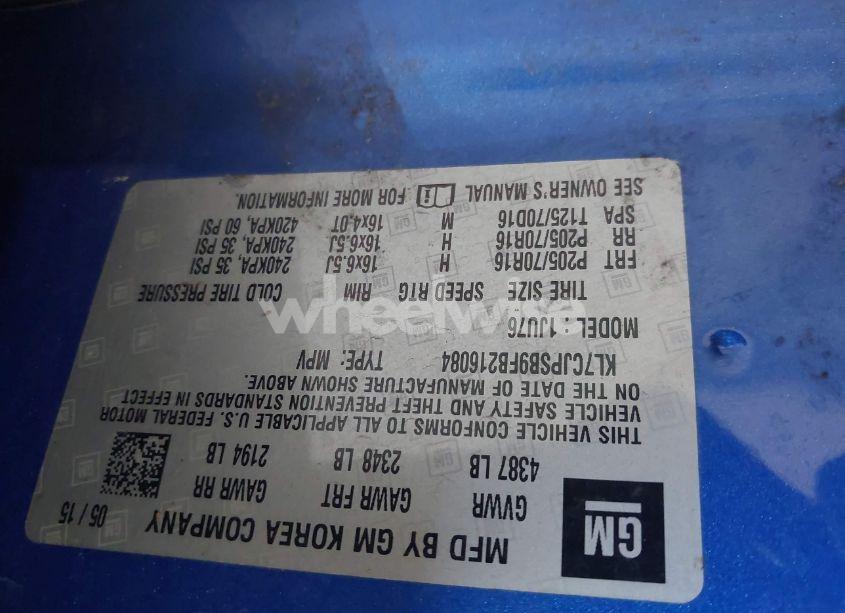 GM MFD BY GM KOREA COMPANY 05 / 15
GVWR GAWR FRT GAWR RR
4387 LB 2348 LB 2194 LB
THIS VEHICLE CONFORMS TO ALL APPLICABLE U.S. FEDERAL MOTOR
VEHICLE SAFETY AND THEFT PREVENTION STANDARDS IN EFFECT
ON THE DATE OF MANUFACTURE SHOWN ABOVE.
KL7CJPSB9FB216084 TYPE: MPV
MODEL: 1JU76
TIRE SIZE SPEED RTG RIM COLD TIRE PRESSURE
FRT P205/70R16 H 16x6.5J 240KPA, 35 PSI
RR P205/70R16 H 16x6.5J 240KPA, 35 PSI
SPA T125/70D16 M 16x4.0T 420KPA, 60 PSI
SEE OWNER'S MANUAL FOR MORE INFORMATION.
wheelwise